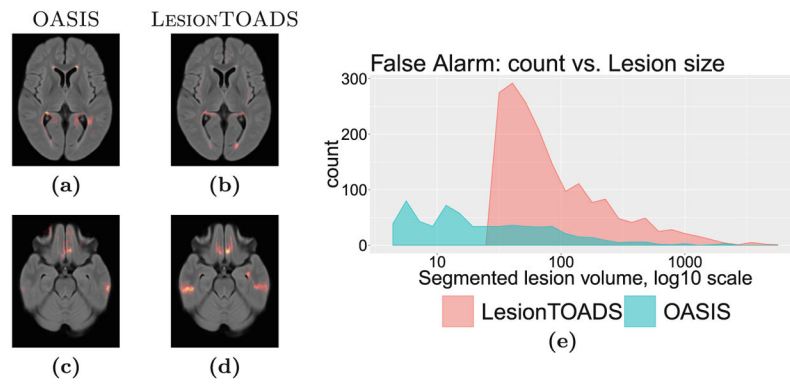 OASIS LESIONTOADS
(a) (b)
(c) (d)
False Alarm: count vs. Lesion size
count
300
200
100
0
10 100 1000
Segmented lesion volume, log10 scale
LesionTOADS OASIS
(e)